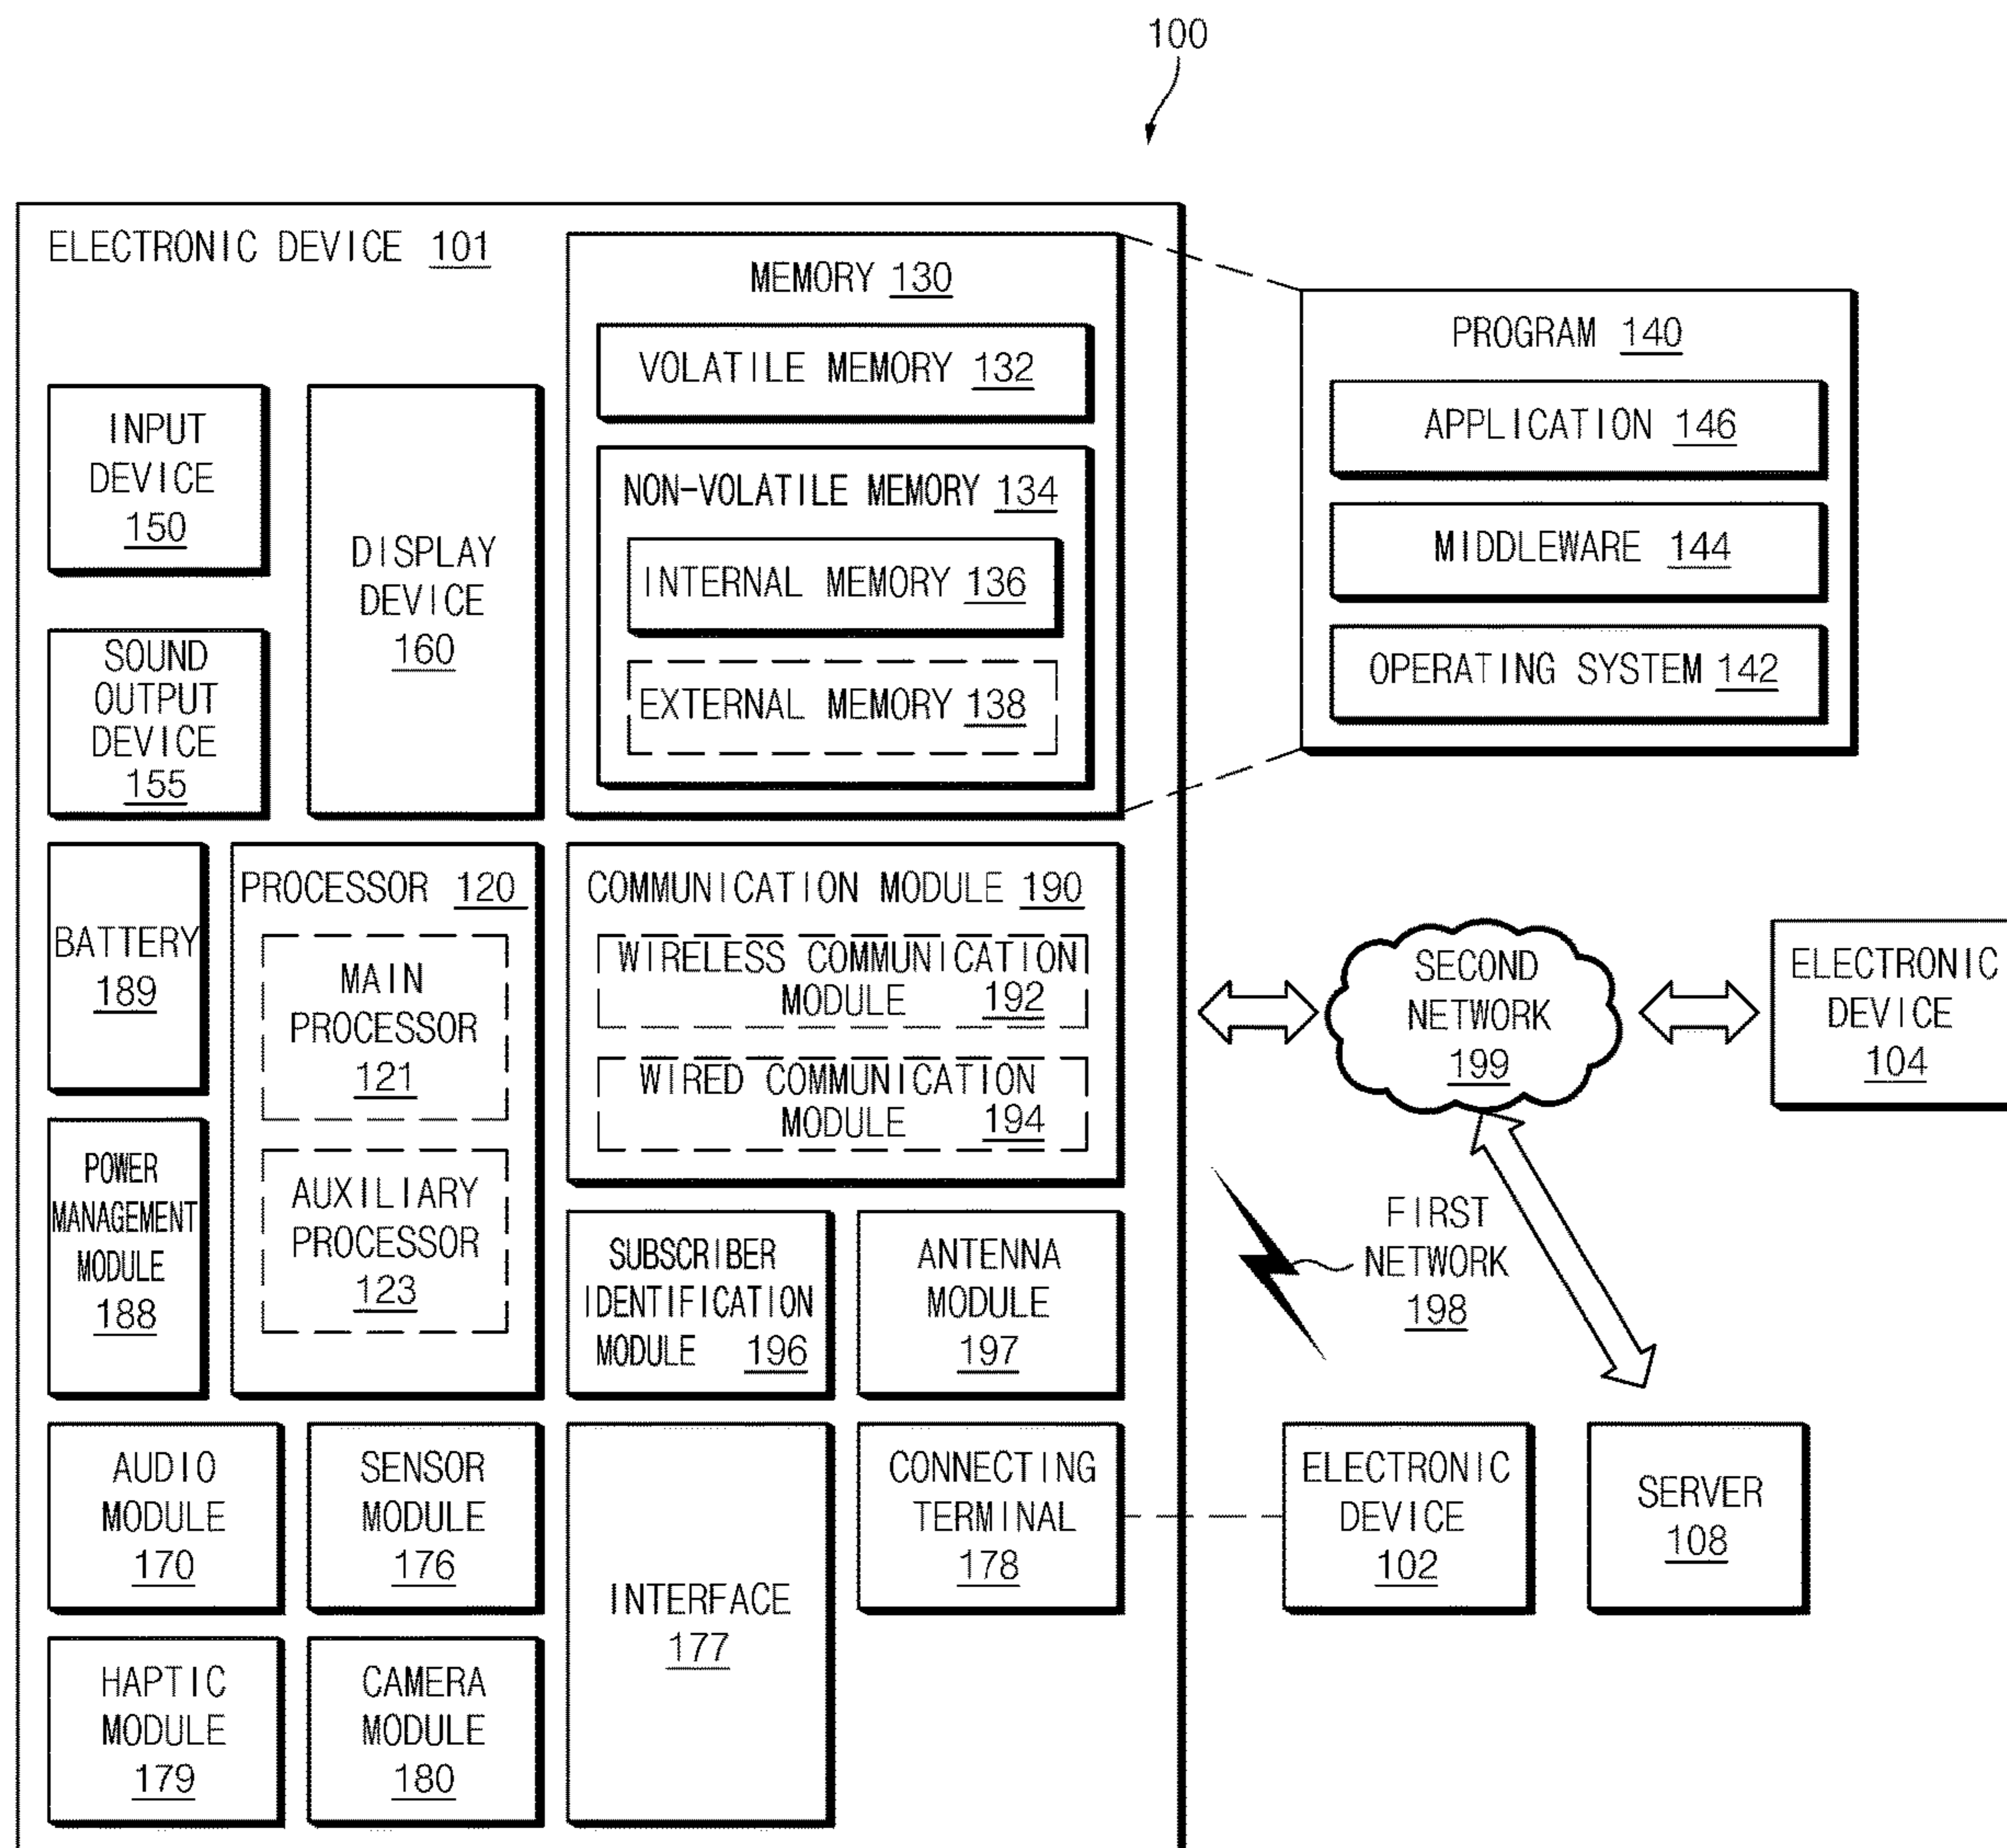 100
ELECTRONIC DEVICE 101
MEMORY 130
VOLATILE MEMORY 132
NON-VOLATILE MEMORY 134
INTERNAL MEMORY 136
EXTERNAL MEMORY 138
PROGRAM 140
APPLICATION 146
MIDDLEWARE 144
OPERATING SYSTEM 142
INPUT
DEVICE
150
SOUND
OUTPUT
DEVICE
155
DISPLAY
DEVICE
160
BATTERY
189
POWER
MANAGEMENT
MODULE
188
PROCESSOR 120
MAIN
PROCESSOR
121
AUXILIARY
PROCESSOR
123
COMMUNICATION MODULE 190
WIRELESS COMMUNICATION
MODULE 192
WIRED COMMUNICATION
MODULE 194
SUBSCRIBER
IDENTIFICATION
MODULE 196
ANTENNA
MODULE
197
SECOND
NETWORK
199
ELECTRONIC
DEVICE
104
FIRST
NETWORK
198
AUDIO
MODULE
170
SENSOR
MODULE
176
INTERFACE
177
CONNECTING
TERMINAL
178
ELECTRONIC
DEVICE
102
SERVER
108
HAPTIC
MODULE
179
CAMERA
MODULE
180